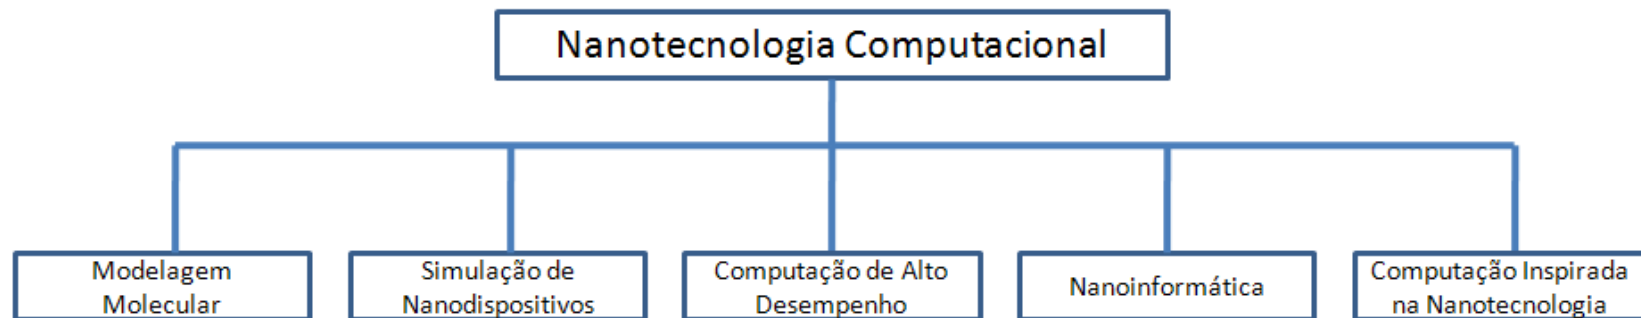 Nanotecnologia Computacional
Modelagem
Molecular
Simulação de
Nanodispositivos
Computação de Alto
Desempenho
Nanoinformática
Computação Inspirada
na Nanotecnologia